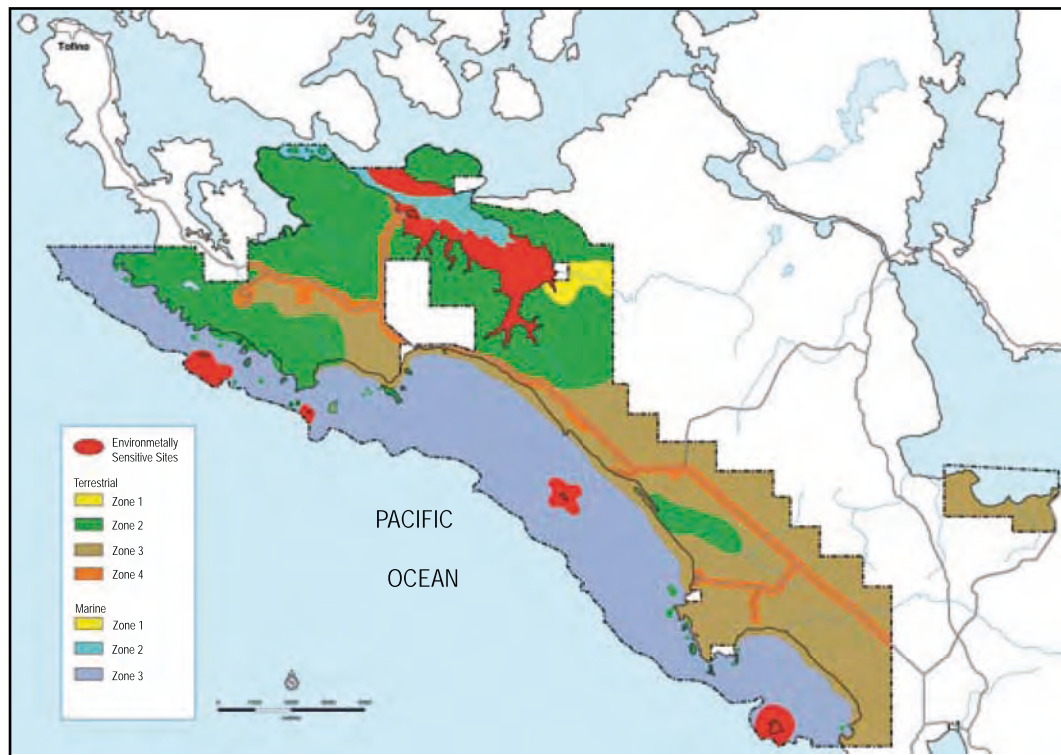 Tofino
PACIFIC
OCEAN
Environmetally
Sensitive Sites
Terrestrial
Zone 1
Zone 2
Zone 3
Zone 4
Marine
Zone 1
Zone 2
Zone 3